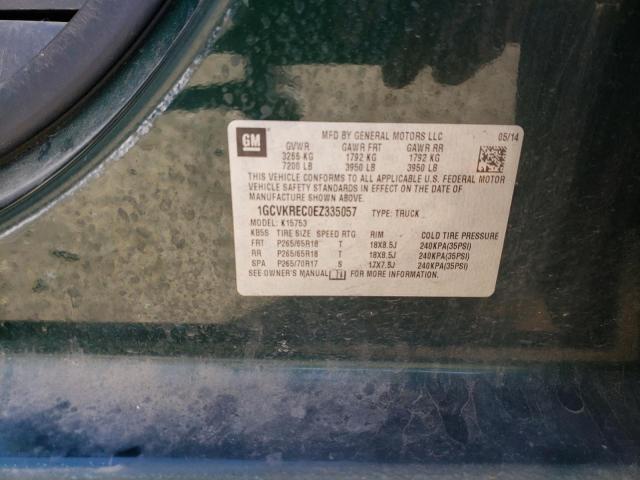 GM
MFD BY GENERAL MOTORS LLC 05/14
GVWR GAWR FRT GAWR RR
3266 KG 1792 KG 1792 KG
7200 LB 3950 LB 3950 LB
THIS VEHICLE CONFORMS TO ALL APPLICABLE U.S. FEDERAL MOTOR
VEHICLE SAFETY STANDARDS IN EFFECT ON THE DATE OF
MANUFACTURE SHOWN ABOVE.
1GCVKREC0EZ335057 TYPE: TRUCK
MODEL: K15753
KB5S TIRE SIZE SPEED RTG RIM COLD TIRE PRESSURE
FRT P265/65R18 T 18X8.5J 240KPA(35PSI)
RR P265/65R18 T 18X8.5J 240KPA(35PSI)
SPA P265/70R17 S 17X7.5J 240KPA(35PSI)
SEE OWNER'S MANUAL